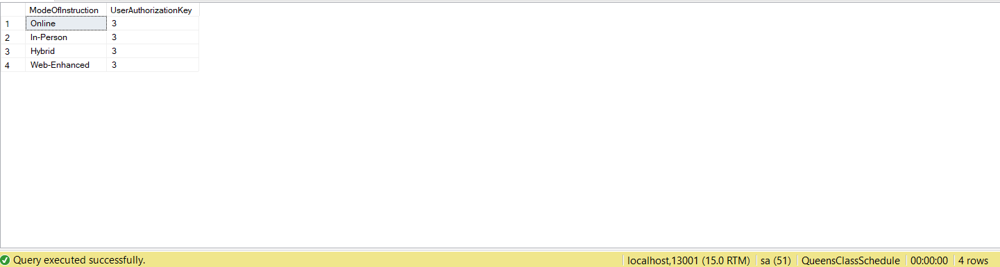 ModeOfInstruction UserAuthorizationKey
1 Online 3
2 In-Person 3
3 Hybrid 3
4 Web-Enhanced 3
Query executed successfully. localhost,13001 (15.0 RTM) sa (51) QueensClassSchedule 00:00:00 4 rows